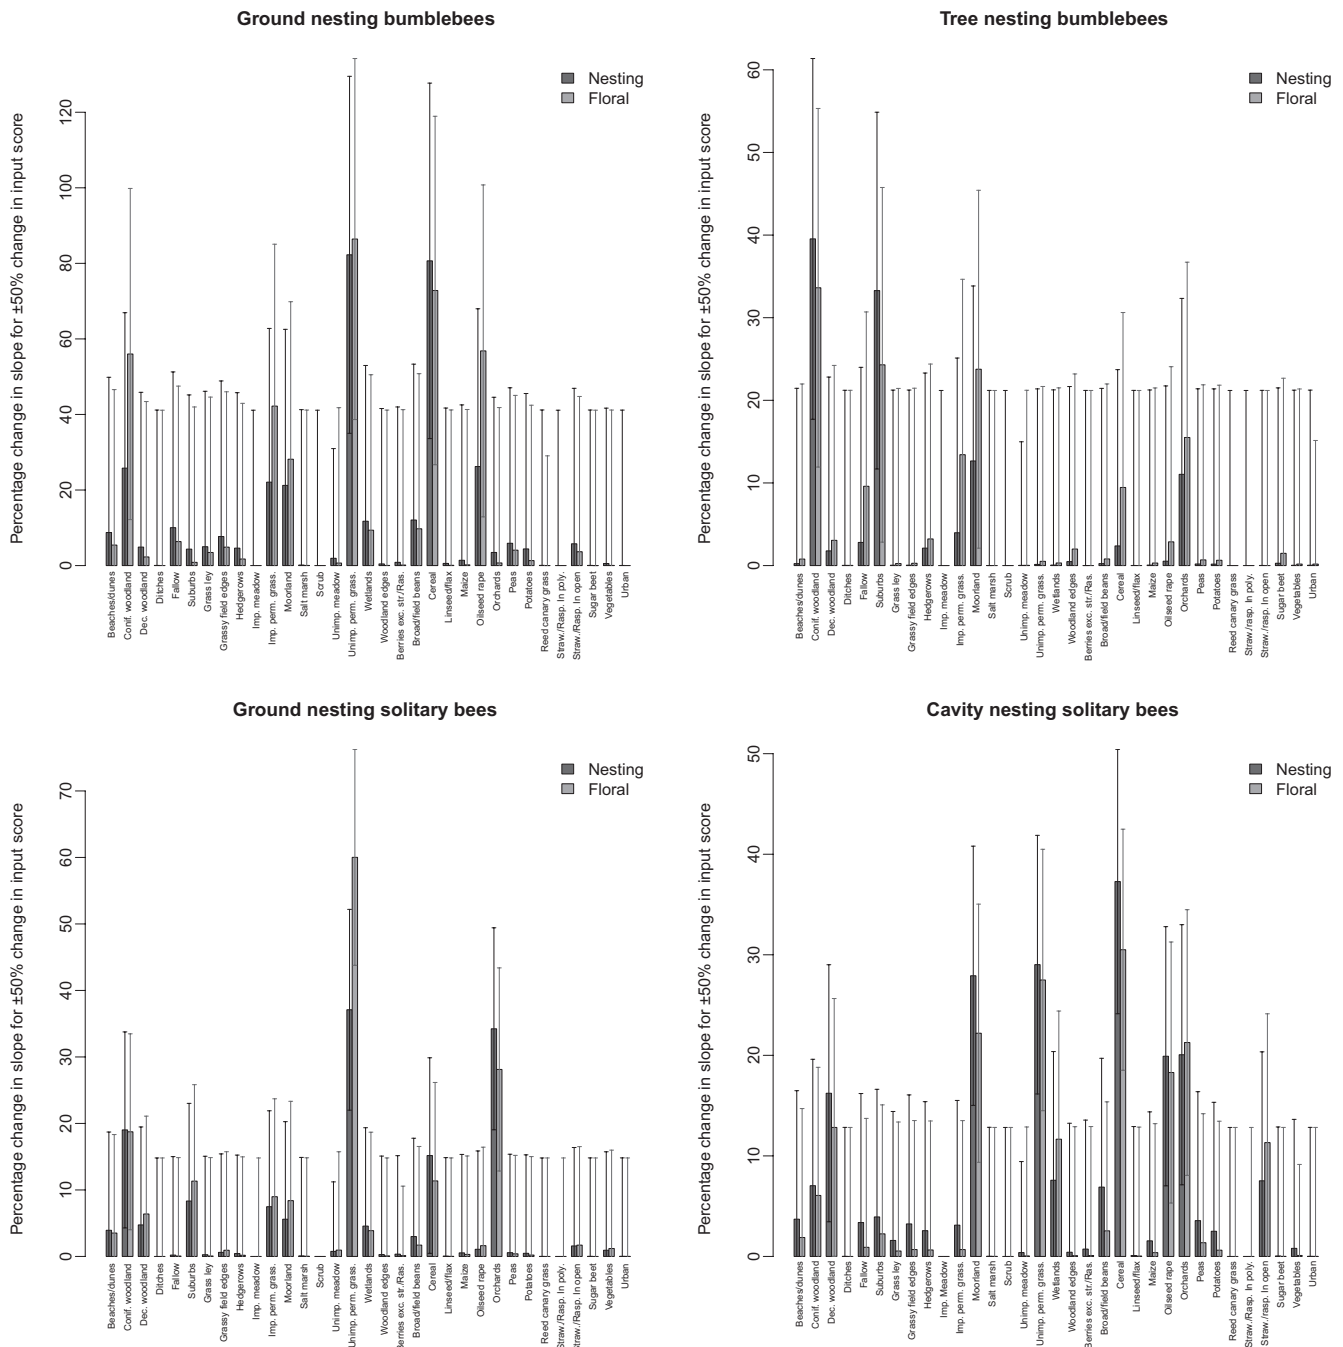 Ground nesting bumblebees
Percentage change in slope for ±50% change in input score
0
20
40
60
80
100
120
Nesting
Floral
Beaches/dunes
Conif. woodland
Dec. woodland
Ditches
Fallow
Suburbs
Grass ley
Grassy field edges
Hedgerows
Imp. meadow
Imp. perm. grass.
Moorland
Salt marsh
Scrub
Unimp. meadow
Unimp. perm. grass.
Wetlands
Woodland edges
Berries exc. str./Ras.
Broad/field beans
Cereal
Linseed/flax
Maize
Oilseed rape
Orchards
Peas
Potatoes
Reed canary grass
Straw./Rasp. In poly.
Straw./Rasp. In open
Sugar beet
Vegetables
Urban
Tree nesting bumblebees
Percentage change in slope for ±50% change in input score
0
10
20
30
40
50
60
Nesting
Floral
Beaches/dunes
Conif. woodland
Dec. woodland
Ditches
Fallow
Suburbs
Grass ley
Grassy field edges
Hedgerows
Imp. Meadow
Imp. perm. grass.
Moorland
Salt marsh
Scrub
Unimp. meadow
Unimp. perm. grass.
Wetlands
Woodland edges
Berries exc. str./Ras.
Broad/field beans
Cereal
Linseed/flax
Maize
Oilseed rape
Orchards
Peas
Potatoes
Reed canary grass
Straw./rasp. In poly.
Straw./rasp. In open
Sugar beet
Vegetables
Urban
Ground nesting solitary bees
Percentage change in slope for ±50% change in input score
0
10
20
30
40
50
60
70
Nesting
Floral
Beaches/dunes
Conif. woodland
Dec. woodland
Ditches
Fallow
Suburbs
Grass ley
Grassy field edges
Hedgerows
Imp. meadow
Imp. perm. grass.
Moorland
Salt marsh
Scrub
Unimp. meadow
Unimp. perm. grass.
Wetlands
Woodland edges
exc. str./Ras.
Broad/field beans
Cereal
Linseed/flax
Maize
Oilseed rape
Orchards
Peas
Potatoes
Reed canary grass
In poly.
In open
Sugar beet
Vegetables
Urban
Cavity nesting solitary bees
Percentage change in slope for ±50% change in input score
0
10
20
30
40
50
Nesting
Floral
Beaches/dunes
Conif. woodland
Dec. woodland
Ditches
Fallow
Suburbs
Grass ley
Grassy field edges
Hedgerows
Imp. meadow
Imp. perm. grass.
Moorland
Salt marsh
Scrub
Unimp. meadow
Unimp. perm. grass.
Wetlands
Woodland edges
exc. str./Ras.
Broad/field beans
Cereal
Linseed/flax
Maize
Oilseed rape
Orchards
Peas
Potatoes
Reed canary grass
Straw./Rasp. In poly.
Straw./rasp. In open
Sugar beet
Vegetables
Urban